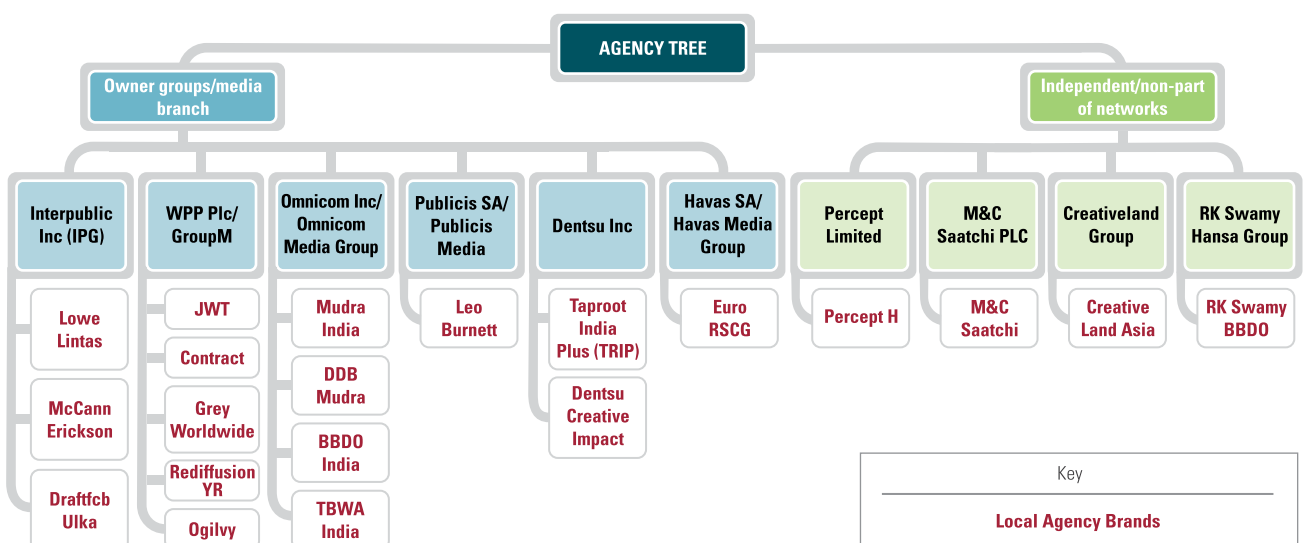 AGENCY TREE
Owner groups/media
branch
Independent/non-part
of networks
Interpublic
Inc (IPG)
WPP Plc/
GroupM
Omnicom Inc/
Omnicom
Media Group
Publicis SA/
Publicis
Media
Dentsu Inc
Havas SA/
Havas Media
Group
Percept
Limited
M&C
Saatchi PLC
Creativeland
Group
RK Swamy
Hansa Group
Lowe
Lintas
McCann
Erickson
Draftfcb
Ulka
JWT
Contract
Grey
Worldwide
Rediffusion
YR
Ogilvy
Mudra
India
DDB
Mudra
BBDO
India
TBWA
India
Leo
Burnett
Taproot
India
Plus (TRIP)
Dentsu
Creative
Impact
Euro
RSCG
Percept H
M&C
Saatchi
Creative
Land Asia
RK Swamy
BBDO
Key
Local Agency Brands